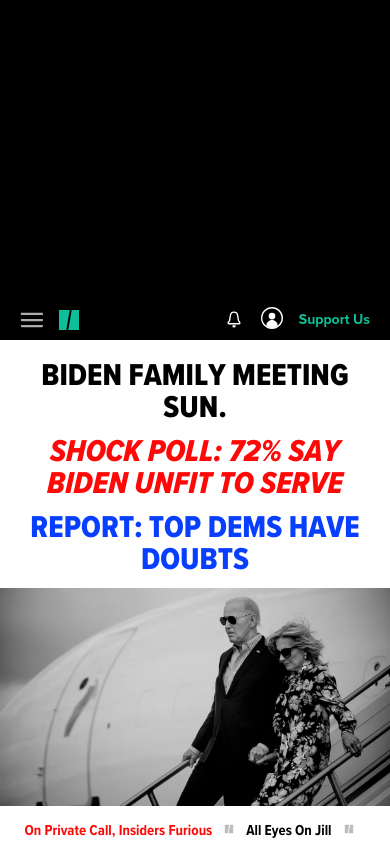 Support Us
BIDEN FAMILY MEETING
SUN.
SHOCK POLL: 72% SAY
BIDEN UNFIT TO SERVE
REPORT: TOP DEMS HAVE
DOUBTS
On Private Call, Insiders Furious
All Eyes On Jill